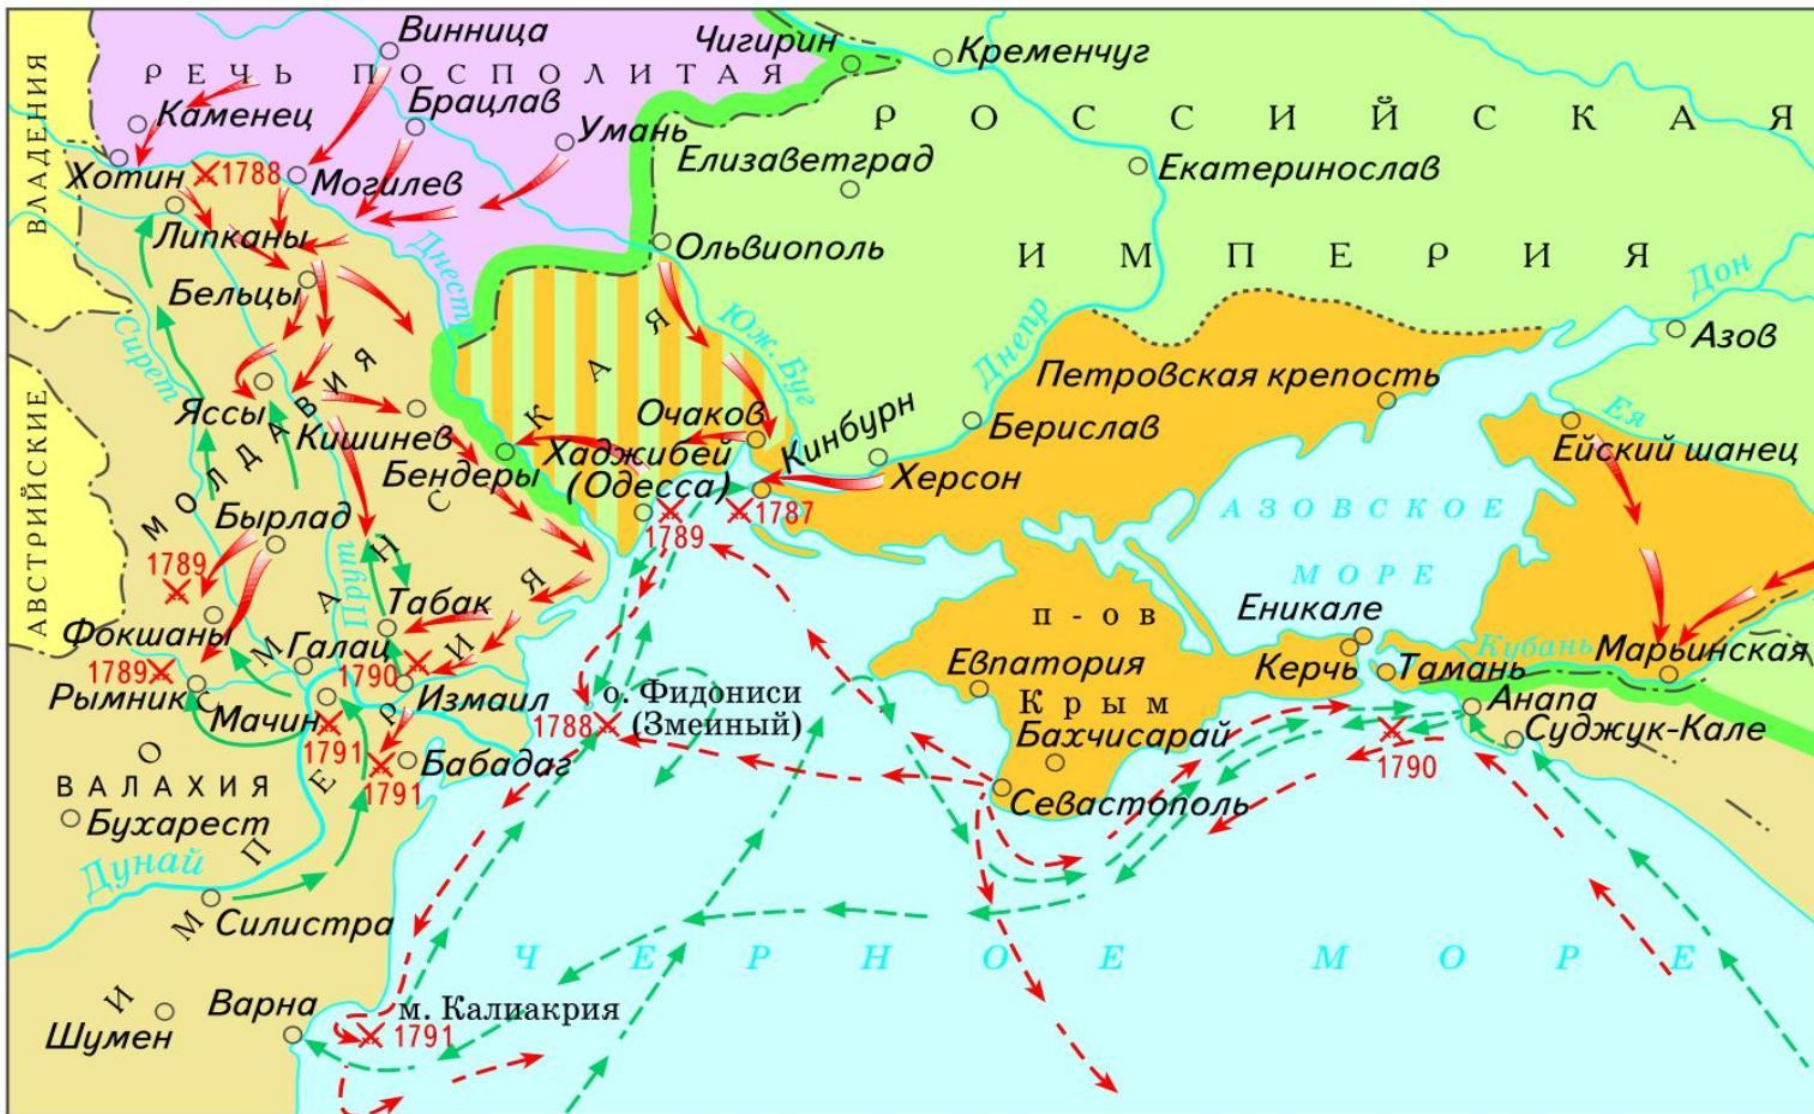 Винница
Чигирин
Кременчуг
РЕЧЬ ПОСПОЛИТАЯ
ВЛАДЕНИЯ
Каменец
Брацлав
Умань
РОССИЙСКАЯ
Елизаветград
Екатеринослав
Хотин
1788
Могилев
Липканы
Днестр
Ольвиополь
ИМПЕРИЯ
Дон
Бельцы
Сирет
Юж. Буг
Днепр
Азов
Петровская крепость
АВСТРИЙСКИЕ
МОЛДАВИЯ
Яссы
Кишинев
Очаков
Кинбурн
Берислав
Ея
Ейский шанец
Бендеры
Хаджибей
(Одесса)
Херсон
1787
1789
АЗОВСКОЕ
МОРЕ
Бырлад
1789
Прут
Табак
п-ов
Крым
Еникале
Кубань
Фокшаны
Галац
1790
Измаил
Евпатория
Керчь
Тамань
Марьинская
1789
Рымник
Мачин
1791
о. Фидониси
(Змеиный)
1788
Анапа
Бахчисарай
Суджук-Кале
1790
Бабадаг
1791
ВАЛАХИЯ
Бухарест
Севастополь
Дунай
Силистра
ОСМАНСКАЯ
ИМПЕРИЯ
ЧЕРНОЕ МОРЕ
Варна
м. Калиакрия
1791
Шумен